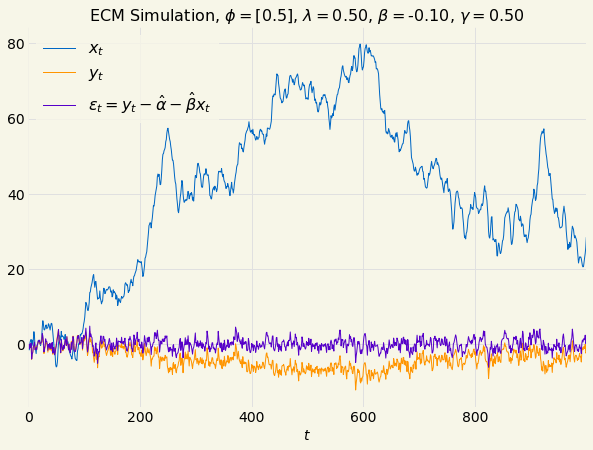 ECM Simulation, ϕ = [0.5], λ = 0.50, β = -0.10, γ = 0.50
x_t
y_t
ε_t = y_t - α̂ - β̂x_t
80
60
40
20
0
0 200 400 600 800
t